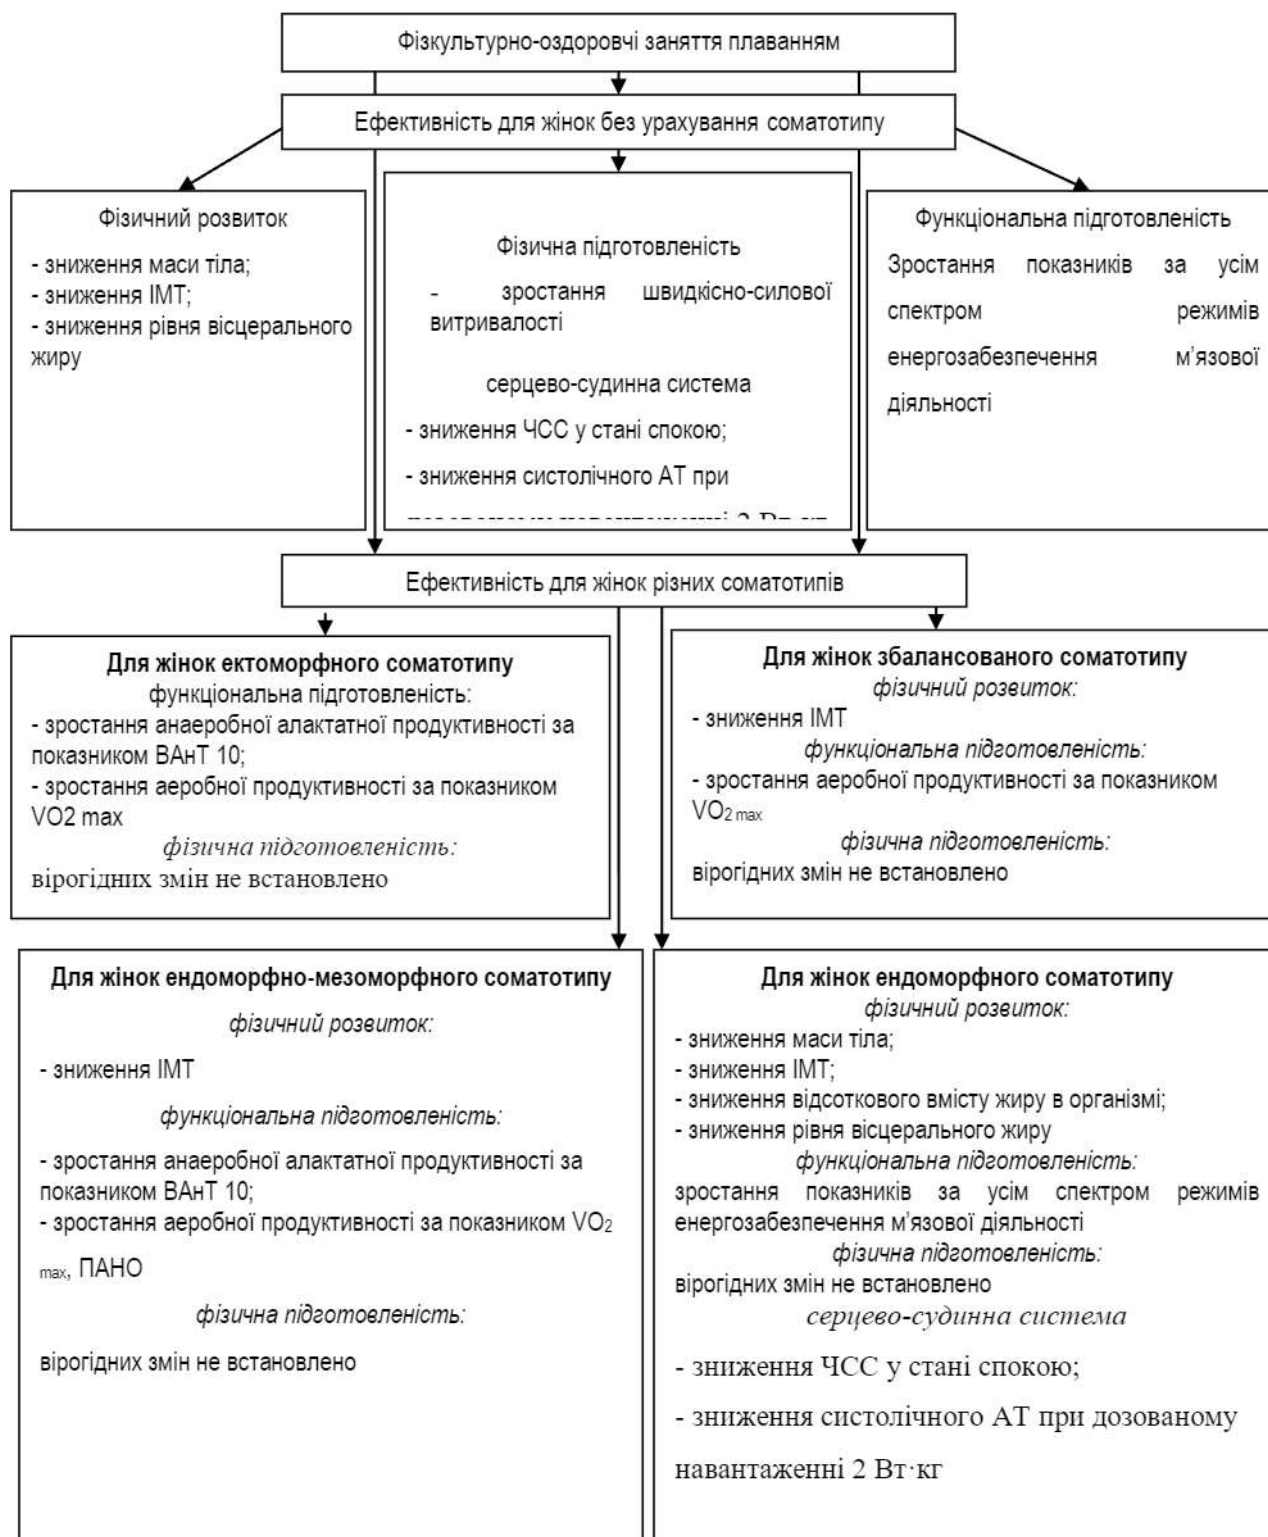 Фізкультурно-оздоровчі заняття плаванням
Ефективність для жінок без урахування соматотипу
Фізичний розвиток
- зниження маси тіла;
- зниження ІМТ;
- зниження рівня вісцерального
жиру
Фізична підготовленість
- зростання швидкісно-силової
витривалості
серцево-судинна система
- зниження ЧСС у стані спокою;
- зниження систолічного АТ при
Функціональна підготовленість
Зростання показників за усім
спектром режимів
енергозабезпечення м’язової
діяльності
Ефективність для жінок різних соматотипів
Для жінок ектоморфного соматотипу
функціональна підготовленість:
- зростання анаеробної алактатної продуктивності за
показником ВАнТ 10;
- зростання аеробної продуктивності за показником
VO2 max
фізична підготовленість:
вірогідних змін не встановлено
Для жінок збалансованого соматотипу
фізичний розвиток:
- зниження ІМТ
функціональна підготовленість:
- зростання аеробної продуктивності за показником
VO₂ max
фізична підготовленість:
вірогідних змін не встановлено
Для жінок ендоморфно-мезоморфного соматотипу
фізичний розвиток:
- зниження ІМТ
функціональна підготовленість:
- зростання анаеробної алактатної продуктивності за
показником ВАнТ 10;
- зростання аеробної продуктивності за показником VO₂
max, ПАНО
фізична підготовленість:
вірогідних змін не встановлено
Для жінок ендоморфного соматотипу
фізичний розвиток:
- зниження маси тіла;
- зниження ІМТ;
- зниження відсоткового вмісту жиру в організмі;
- зниження рівня вісцерального жиру
функціональна підготовленість:
зростання показників за усім спектром режимів
енергозабезпечення м’язової діяльності
фізична підготовленість:
вірогідних змін не встановлено
серцево-судинна система
- зниження ЧСС у стані спокою;
- зниження систолічного АТ при дозованому
навантаженні 2 Вт·кг